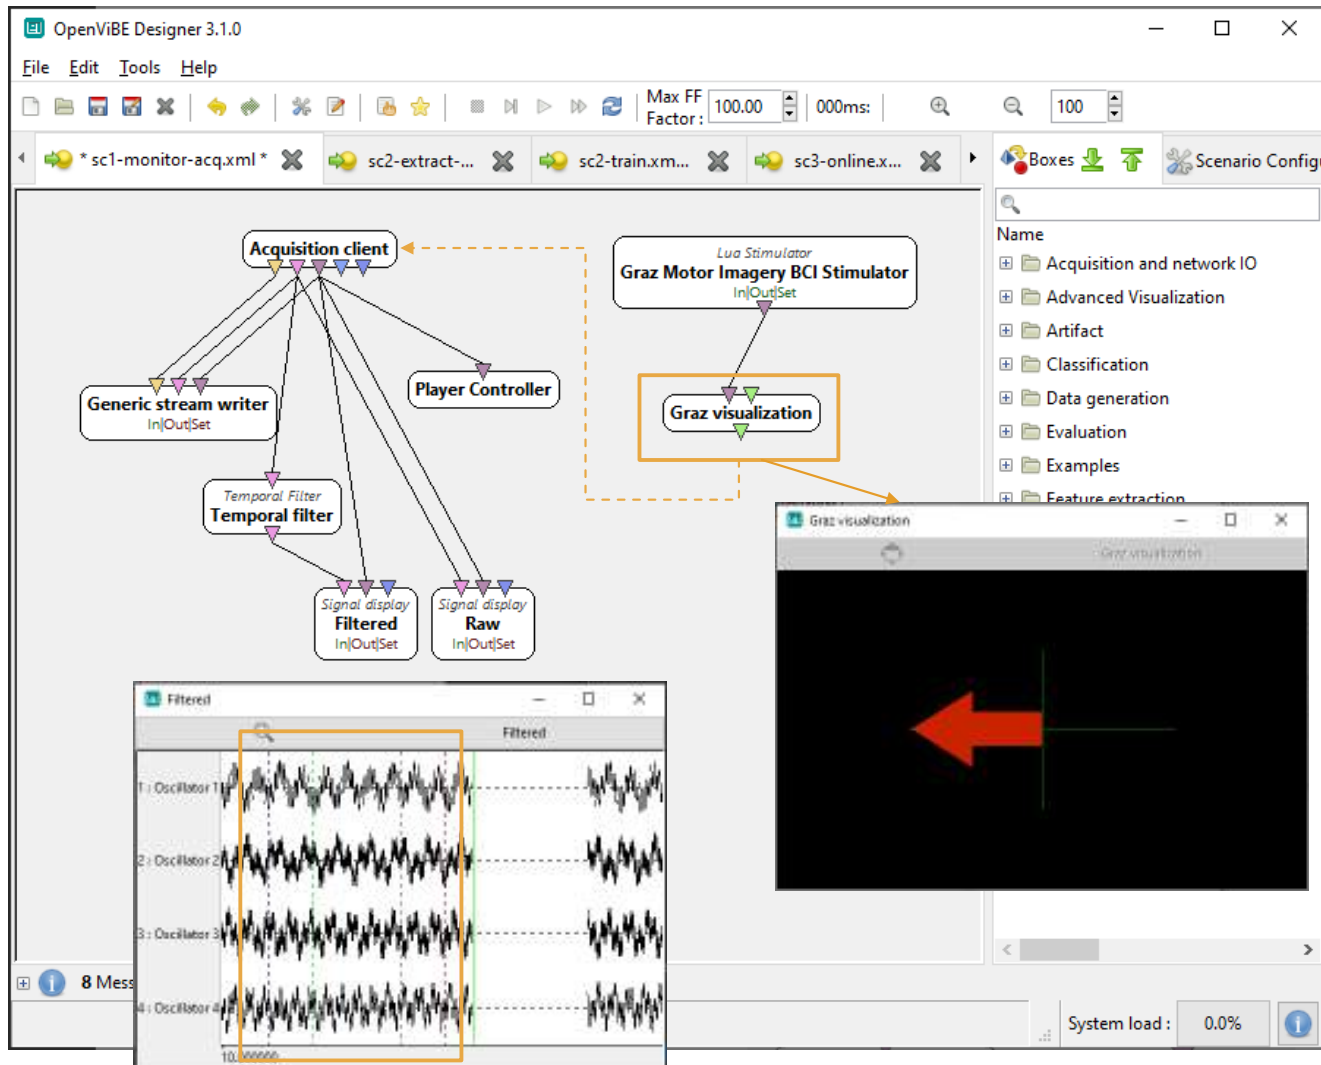 OpenViBE Designer 3.1.0
File Edit Tools Help
Max FF
Factor :
100.00
000ms:
100
* sc1-monitor-acq.xml *
sc2-extract-...
sc2-train.xm...
sc3-online.x...
Boxes
Scenario Configu
Name
Acquisition and network IO
Advanced Visualization
Artifact
Classification
Data generation
Evaluation
Examples
Feature extraction
Acquisition client
Lua Stimulator
Graz Motor Imagery BCI Stimulator
In|Out|Set
Generic stream writer
In|Out|Set
Player Controller
Graz visualization
Temporal Filter
Temporal filter
Signal display
Filtered
In|Out|Set
Signal display
Raw
In|Out|Set
Graz visualization
Graz visualization
Filtered
Filtered
1 : Oscillator 1
2 : Oscillator 2
3 : Oscillator 3
4 : Oscillator 4
8 Mess
System load :
0.0%